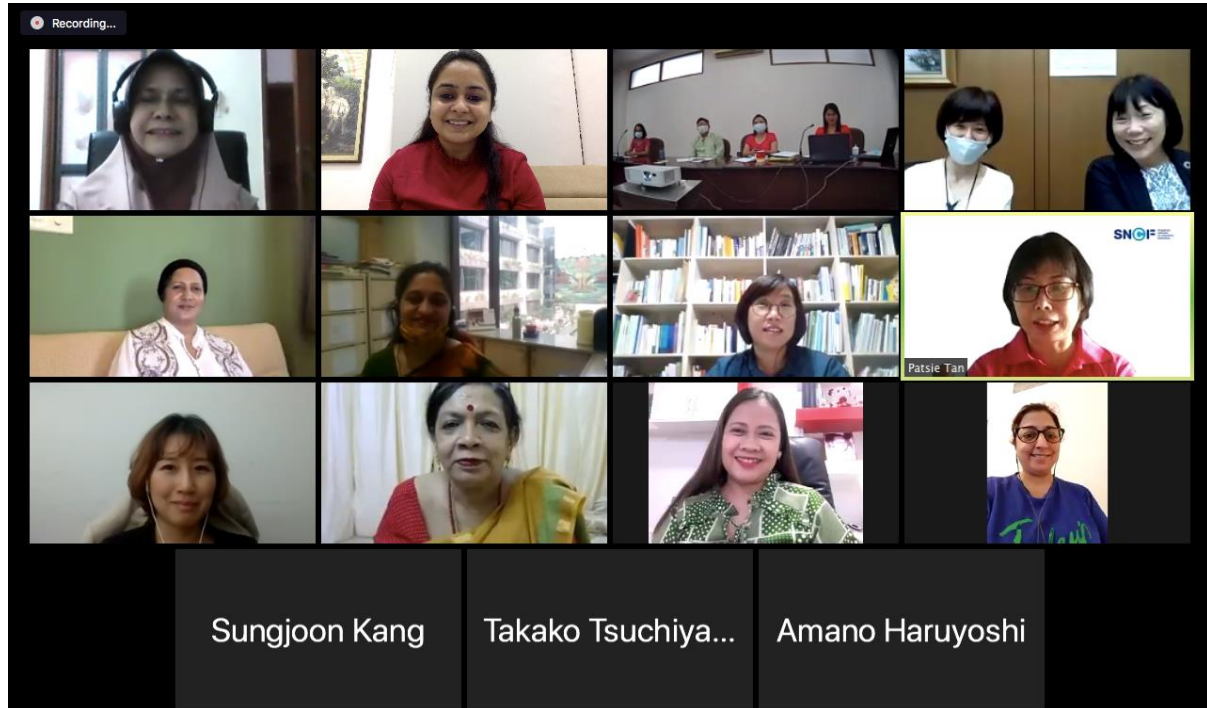 Recording...
SNCF
Patsie Tan
Sungjoon Kang
Takako Tsuchiya...
Amano Haruyoshi